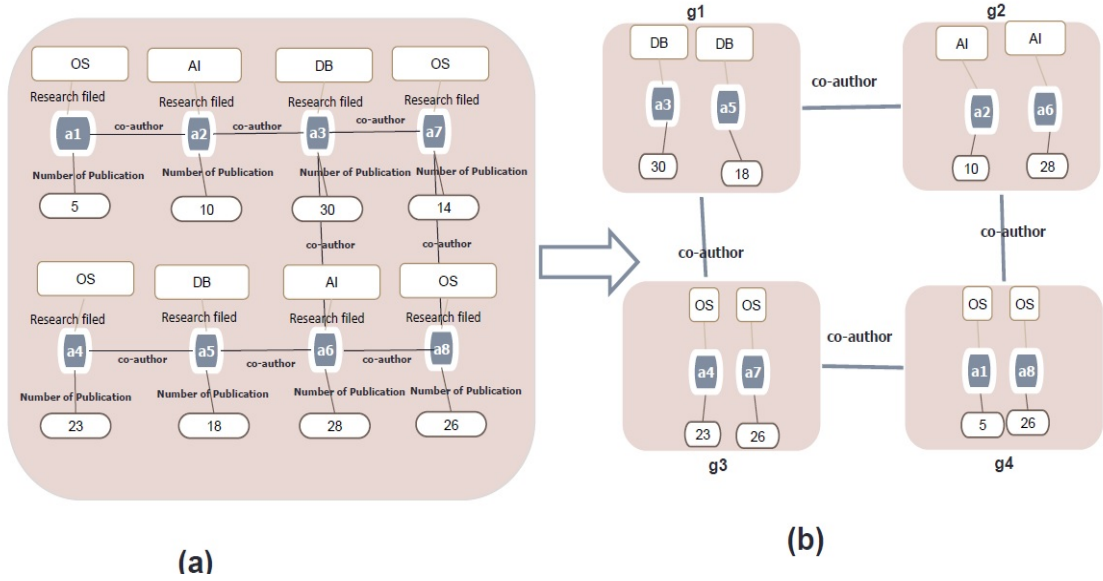 OS AI DB OS
Research filed Research filed Research filed Research filed
a1 co-author a2 co-author a3 co-author a7
Number of Publication Number of Publication Number of Publication Number of Publication
5 10 30 14
co-author co-author
OS DB AI OS
Research filed Research filed Research filed Research filed
a4 co-author a5 co-author a6 co-author a8
Number of Publication Number of Publication Number of Publication Number of Publication
23 18 28 26
(a)
g1 g2
DB DB AI AI
co-author
a3 a5 a2 a6
30 18 10 28
co-author co-author
OS OS OS OS
co-author
a4 a7 a1 a8
23 26 5 26
g3 g4
(b)